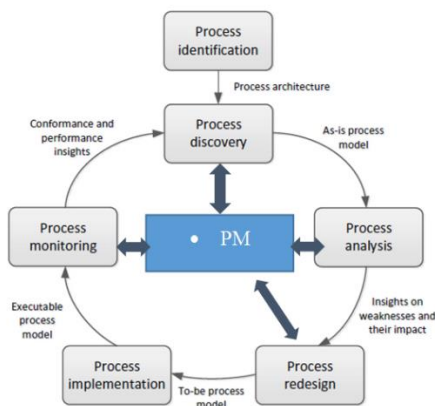 Process
identification
Process architecture
Process
discovery
Conformance and
performance
insights
As-is process
model
Process
monitoring
• PM
Process
analysis
Executable
process
model
Insights on
weaknesses and
their impact
Process
implementation
To-be process
model
Process
redesign